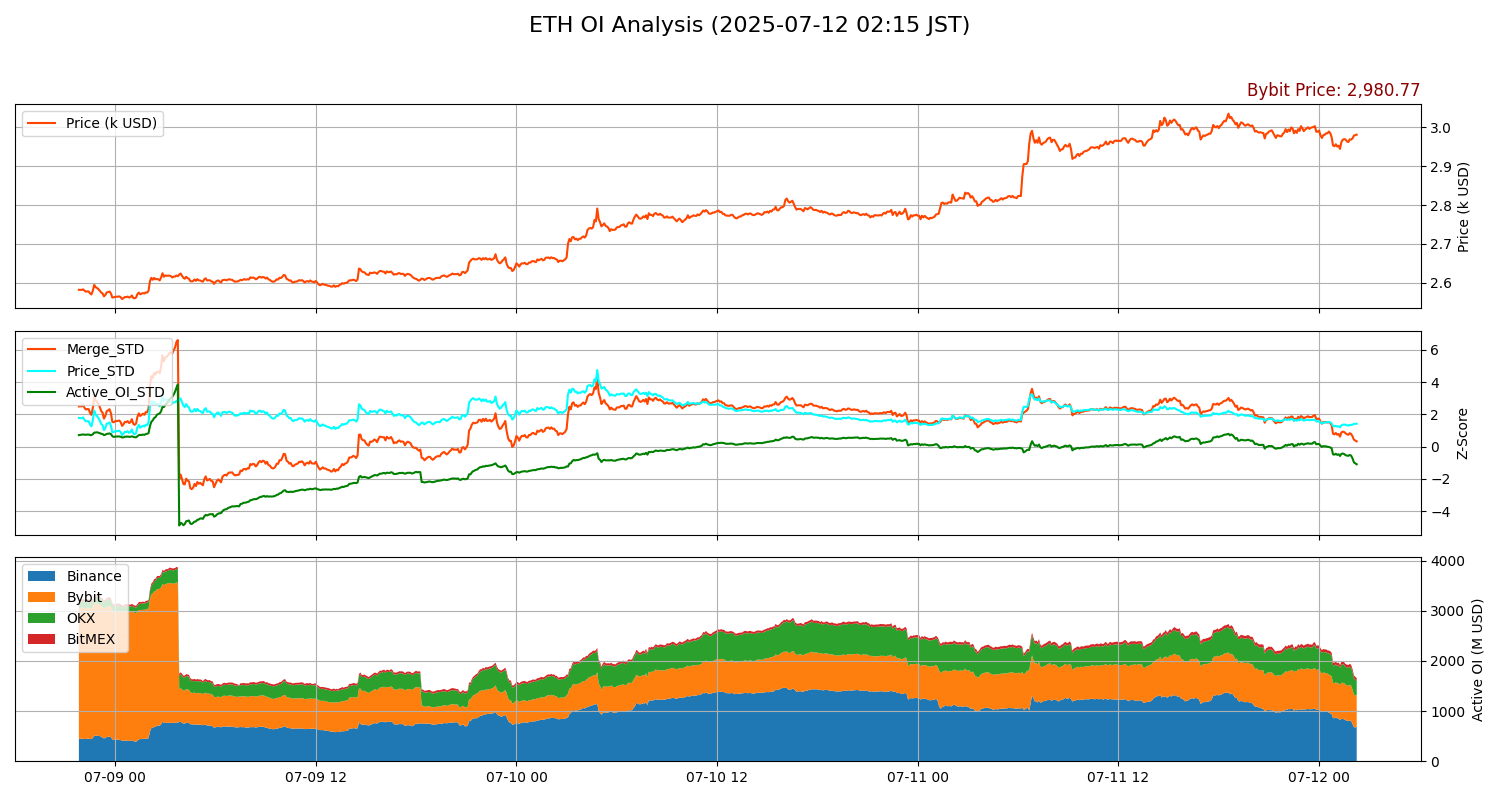 ETH OI Analysis (2025-07-12 02:15 JST)
Bybit Price: 2,980.77
Price (k USD)
3.0
2.9
2.8
2.7
2.6
Price (k USD)
Merge_STD
Price_STD
Active_OI_STD
6
4
2
0
−2
−4
Z-Score
Binance
Bybit
OKX
BitMEX
4000
3000
2000
1000
0
Active OI (M USD)
07-09 00
07-09 12
07-10 00
07-10 12
07-11 00
07-11 12
07-12 00